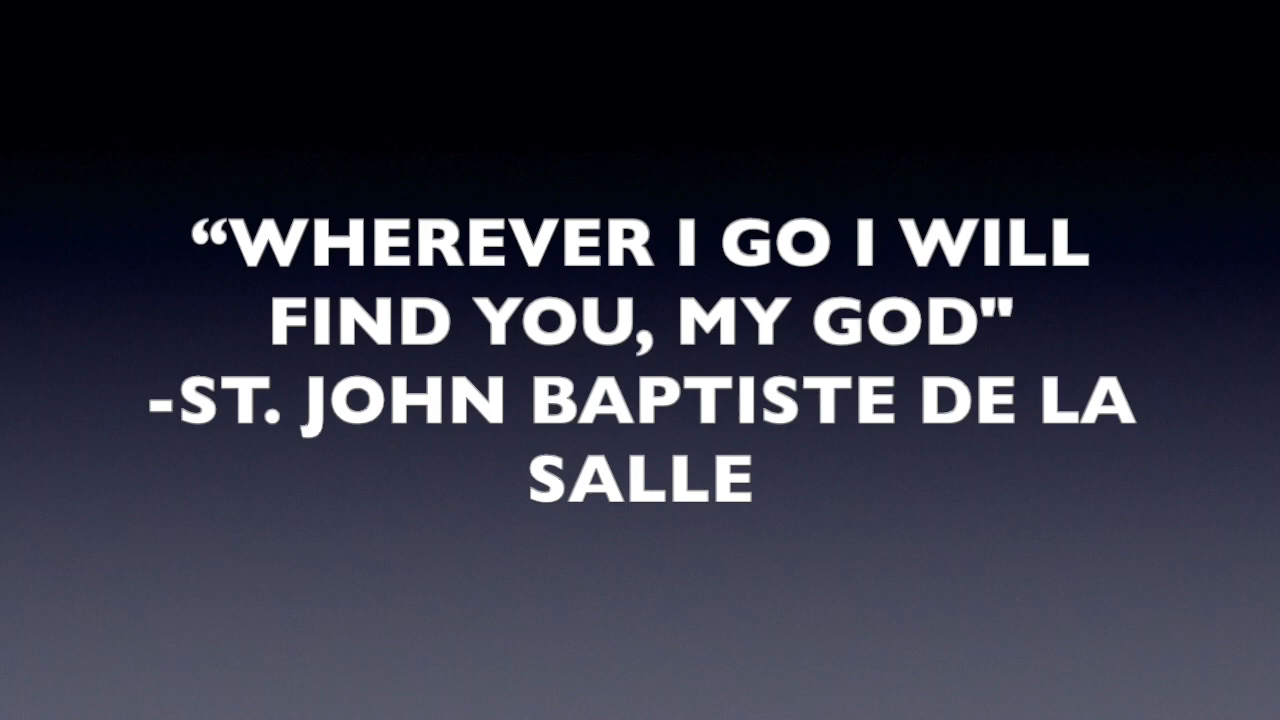 “WHEREVER I GO I WILL
FIND YOU, MY GOD"
-ST. JOHN BAPTISTE DE LA
SALLE